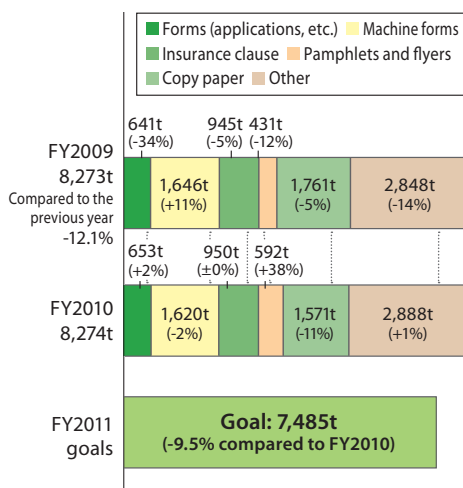 Forms (applications, etc.) Machine forms
Insurance clause Pamphlets and flyers
Copy paper Other
641t 945t 431t
(-34%) (-5%) (-12%)
FY2009
8,273t
Compared to the
previous year
-12.1%
1,646t 1,761t 2,848t
(+11%) (-5%) (-14%)
653t 950t 592t
(+2%) (±0%) (+38%)
FY2010
8,274t
1,620t 1,571t 2,888t
(-2%) (-11%) (+1%)
FY2011
goals
Goal: 7,485t
(-9.5% compared to FY2010)